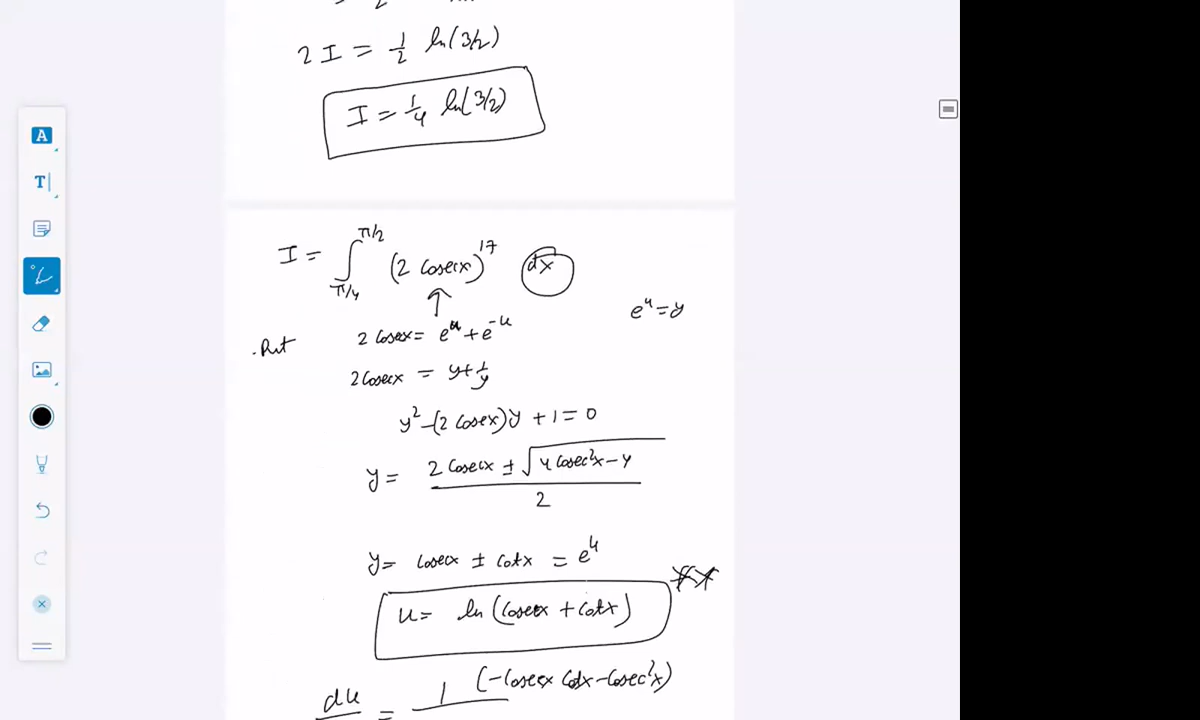 2I = 1/2 ln(3/2)
I = 1/4 ln(3/2)
I = ∫_{π/4}^{π/2} (2 cosecx)^17 dx
e^u = y
.Put 2 cosecx = e^u + e^-u
2cosecx = y + 1/y
y² - (2 cosecx)y + 1 = 0
y = (2 cosecx ± √(4 cosec²x - 4)) / 2
y = cosecx ± cotx = e^u
u = ln (cosecx + cotx)
du = 1 (-cosecx cotx - cosec²x)
A
T